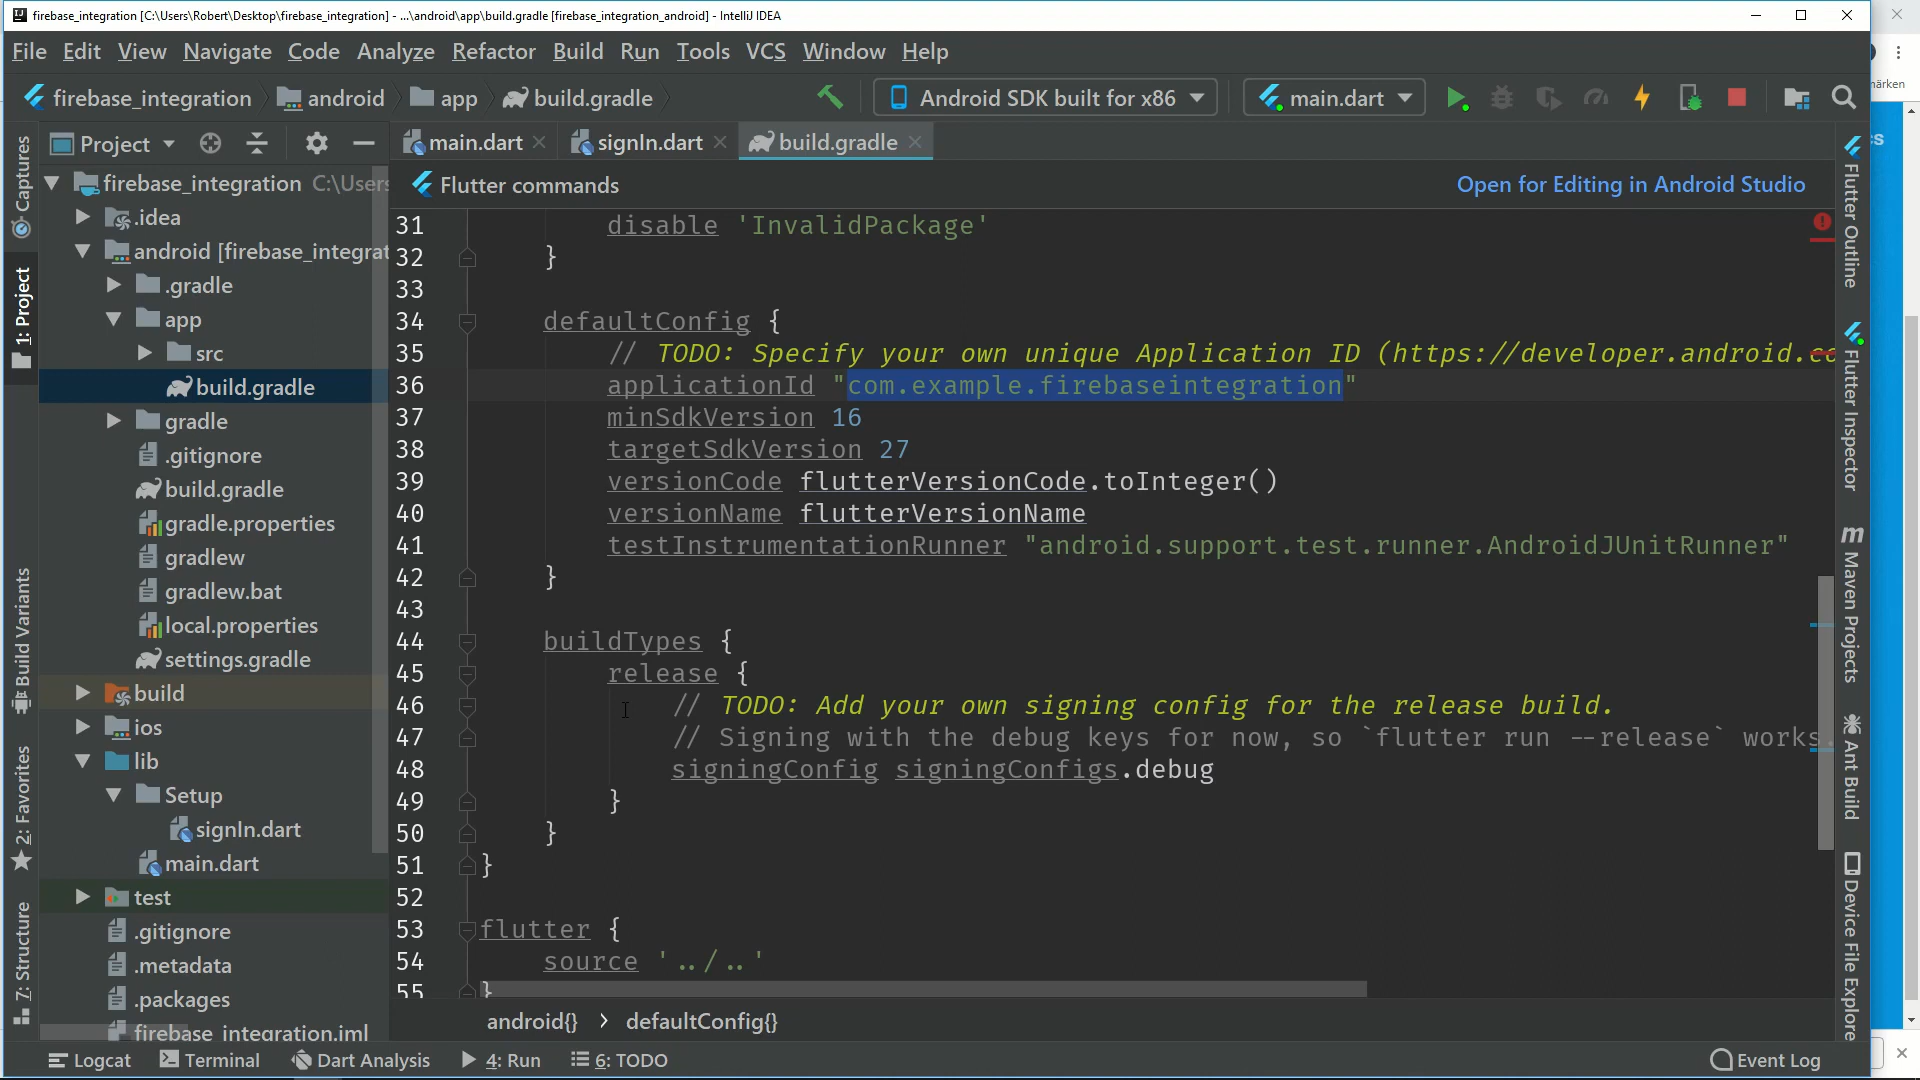 firebase_integration [C:\Users\Robert\Desktop\firebase_integration] - ...\android\app\build.gradle [firebase_integration_android] - IntelliJ IDEA
File Edit View Navigate Code Analyze Refactor Build Run Tools VCS Window Help
firebase_integration android app build.gradle Android SDK built for x86 main.dart
märken
Project main.dart signIn.dart build.gradle
Flutter commands Open for Editing in Android Studio
Captures
1: Project
Build Variants
2: Favorites
7: Structure
firebase_integration C:\Users
.idea
android [firebase_integrat
.gradle
app
src
build.gradle
gradle
.gitignore
build.gradle
gradle.properties
gradlew
gradlew.bat
local.properties
settings.gradle
build
ios
lib
Setup
signIn.dart
main.dart
test
.gitignore
.metadata
.packages
firebase_integration.iml
31 disable 'InvalidPackage'
32 }
33
34 defaultConfig {
35 // TODO: Specify your own unique Application ID (https://developer.android.co
36 applicationId "com.example.firebaseintegration"
37 minSdkVersion 16
38 targetSdkVersion 27
39 versionCode flutterVersionCode.toInteger()
40 versionName flutterVersionName
41 testInstrumentationRunner "android.support.test.runner.AndroidJUnitRunner"
42 }
43
44 buildTypes {
45 release {
46 // TODO: Add your own signing config for the release build.
47 // Signing with the debug keys for now, so `flutter run --release` works.
48 signingConfig signingConfigs.debug
49 }
50 }
51 }
52
53 flutter {
54 source '../..'
55 }
android{} › defaultConfig{}
Flutter Outline
Flutter Inspector
Maven Projects
Ant Build
Device File Explorer
cs
Logcat Terminal Dart Analysis 4: Run 6: TODO Event Log